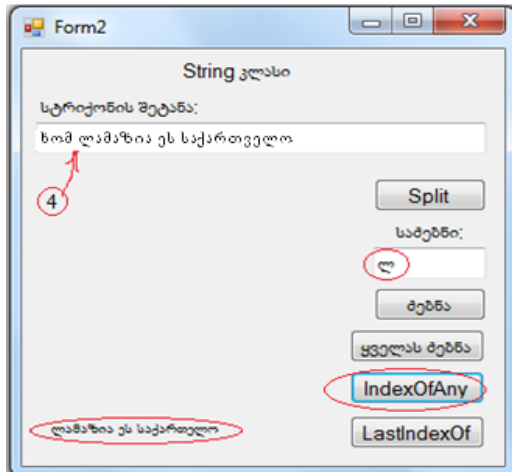 Form2
String კლასი
სტრიქონის შეტანა:
ხომ ლამაზია ეს საქართველო
4
Split
საძებნი:
ლ
ძებნა
ყველას ძებნა
IndexOfAny
ლამაზია ეს საქართელო
LastIndexOf